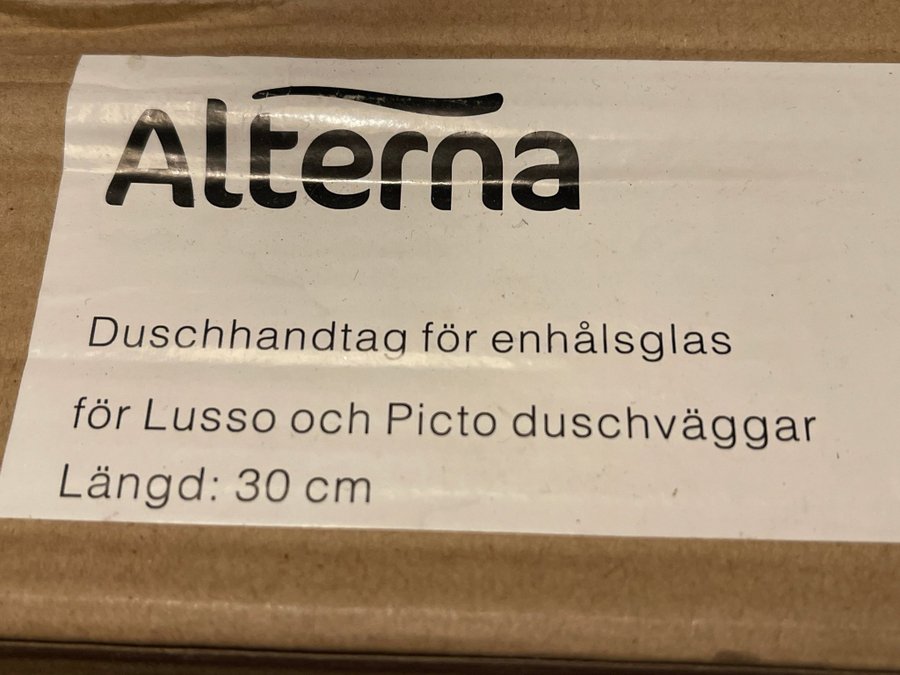 Alterna
Duschhandtag för enhålsglas
för Lusso och Picto duschväggar
Längd: 30 cm